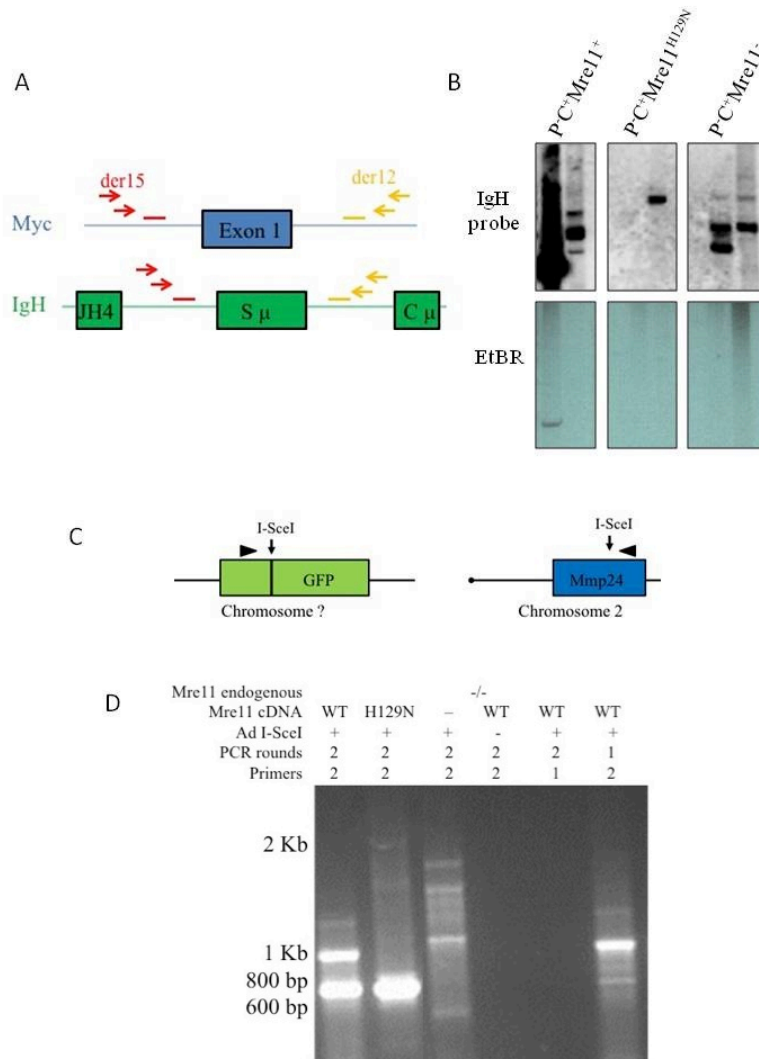 A
der15
der12
Myc
Exon 1
IgH
JH4
S μ
C μ
B
P⁻C⁺Mre11⁺
P⁻C⁺Mre11ᴴ¹²⁹ᴺ
P⁻C⁺Mre11⁻
IgH
probe
EtBR
C
I-SceI
I-SceI
GFP
Mmp24
Chromosome ?
Chromosome 2
D
Mre11 endogenous -/-
Mre11 cDNA WT H129N – WT WT WT
Ad I-SceI + + + - + +
PCR rounds 2 2 2 2 2 1
Primers 2 2 2 2 1 2
2 Kb
1 Kb
800 bp
600 bp